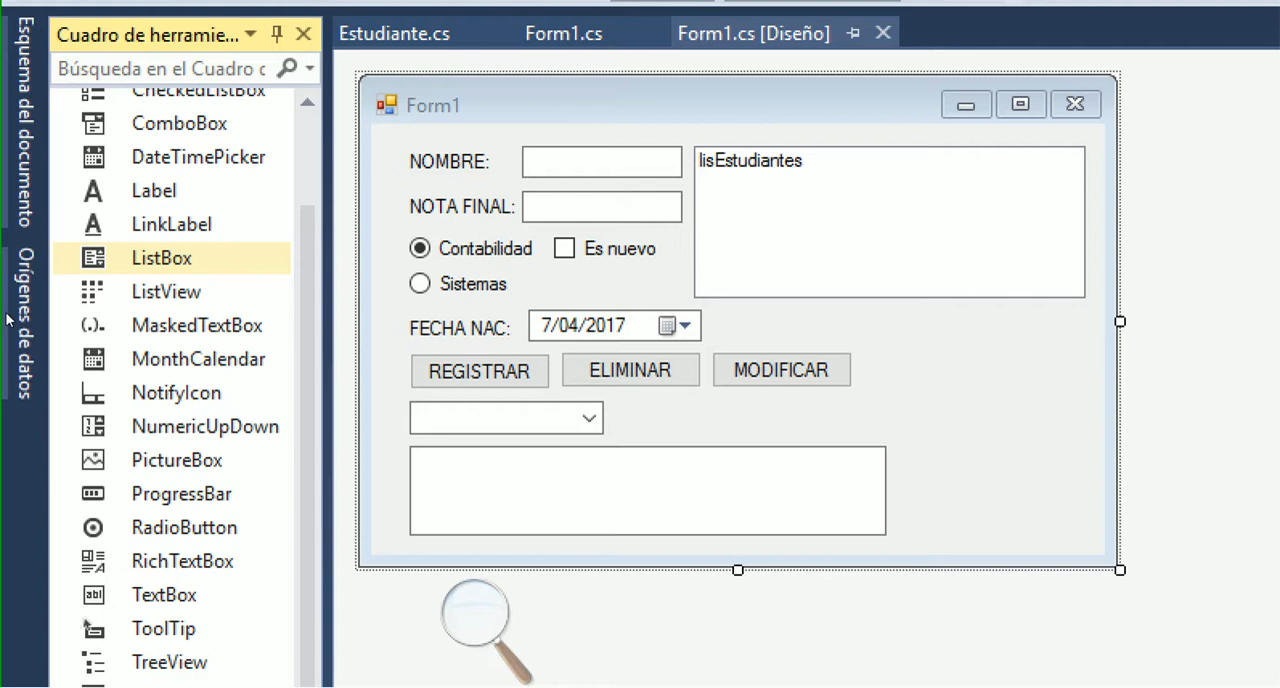 Esquema del documento
Orígenes de datos
Cuadro de herramie...
Búsqueda en el Cuadro c
CheckedListBox
ComboBox
DateTimePicker
Label
LinkLabel
ListBox
ListView
MaskedTextBox
MonthCalendar
NotifyIcon
NumericUpDown
PictureBox
ProgressBar
RadioButton
RichTextBox
TextBox
ToolTip
TreeView
Estudiante.cs Form1.cs Form1.cs [Diseño]
Form1
NOMBRE:
NOTA FINAL:
lisEstudiantes
Contabilidad Es nuevo
Sistemas
FECHA NAC: 7/04/2017
REGISTRAR ELIMINAR MODIFICAR